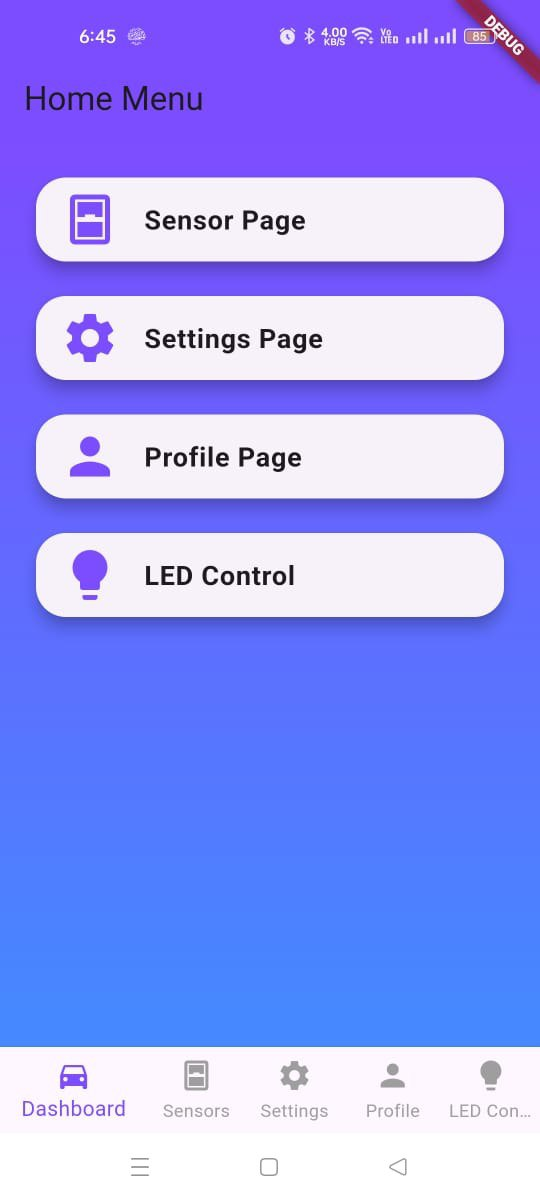 6:45 4.00 KB/S Vo LTE 85 DEBUG
Home Menu
Sensor Page
Settings Page
Profile Page
LED Control
Dashboard Sensors Settings Profile LED Con...